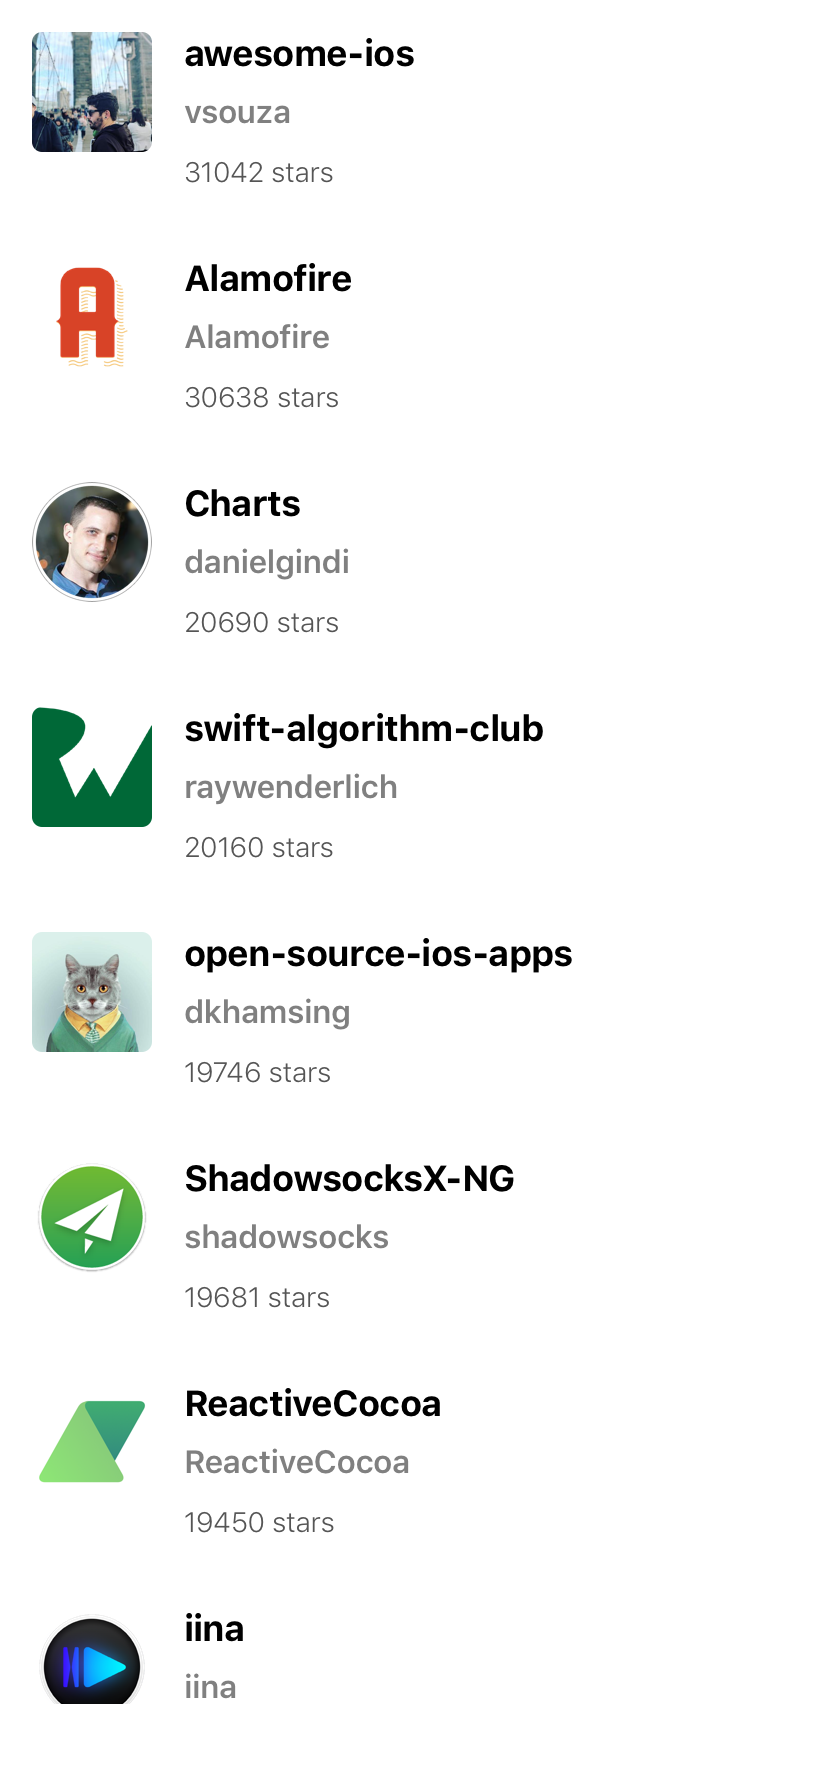 awesome-ios
vsouza
31042 stars
Alamofire
Alamofire
30638 stars
Charts
danielgindi
20690 stars
swift-algorithm-club
raywenderlich
20160 stars
open-source-ios-apps
dkhamsing
19746 stars
ShadowsocksX-NG
shadowsocks
19681 stars
ReactiveCocoa
ReactiveCocoa
19450 stars
iina
iina